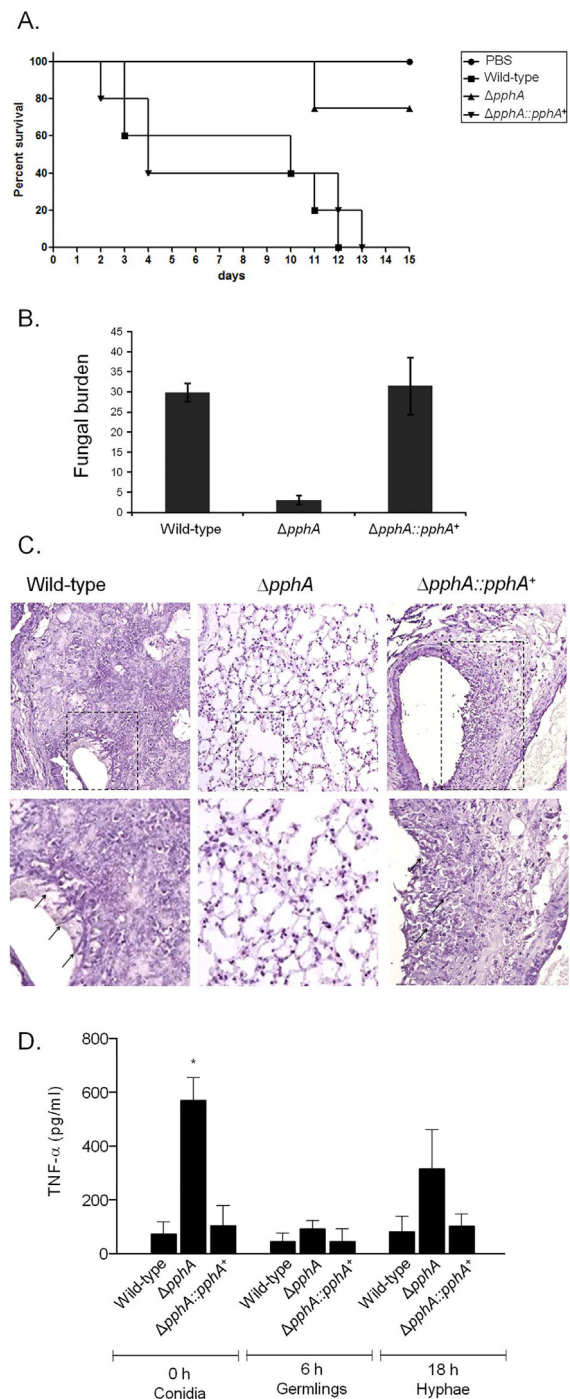 A.
Percent survival
100
80
60
40
20
0
0 1 2 3 4 5 6 7 8 9 10 11 12 13 14 15
days
PBS
Wild-type
ΔpphA
ΔpphA::pphA⁺
B.
Fungal burden
45
40
35
30
25
20
15
10
5
0
Wild-type ΔpphA ΔpphA::pphA⁺
C.
Wild-type ΔpphA ΔpphA::pphA⁺
D.
TNF-α (pg/ml)
800
600
400
200
0
*
Wild-type ΔpphA ΔpphA::pphA⁺ Wild-type ΔpphA ΔpphA::pphA⁺ Wild-type ΔpphA ΔpphA::pphA⁺
0 h 6 h 18 h
Conidia Germlings Hyphae